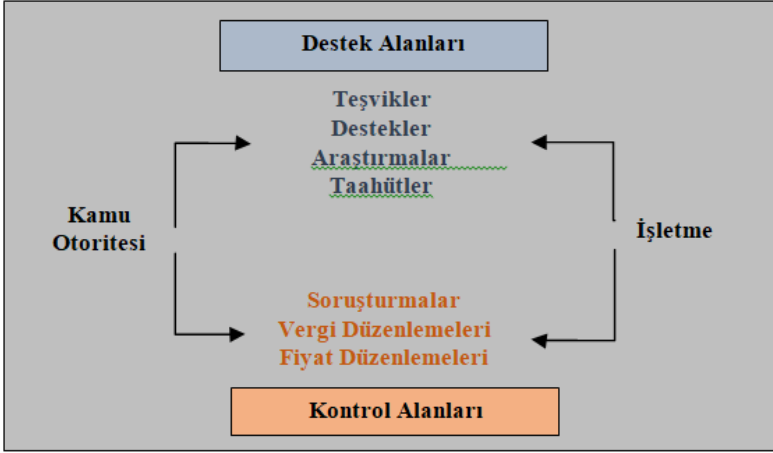 Destek Alanları
Teşvikler
Destekler
Araştırmalar
Taahütler
Kamu
Otoritesi
İşletme
Soruşturmalar
Vergi Düzenlemeleri
Fiyat Düzenlemeleri
Kontrol Alanları